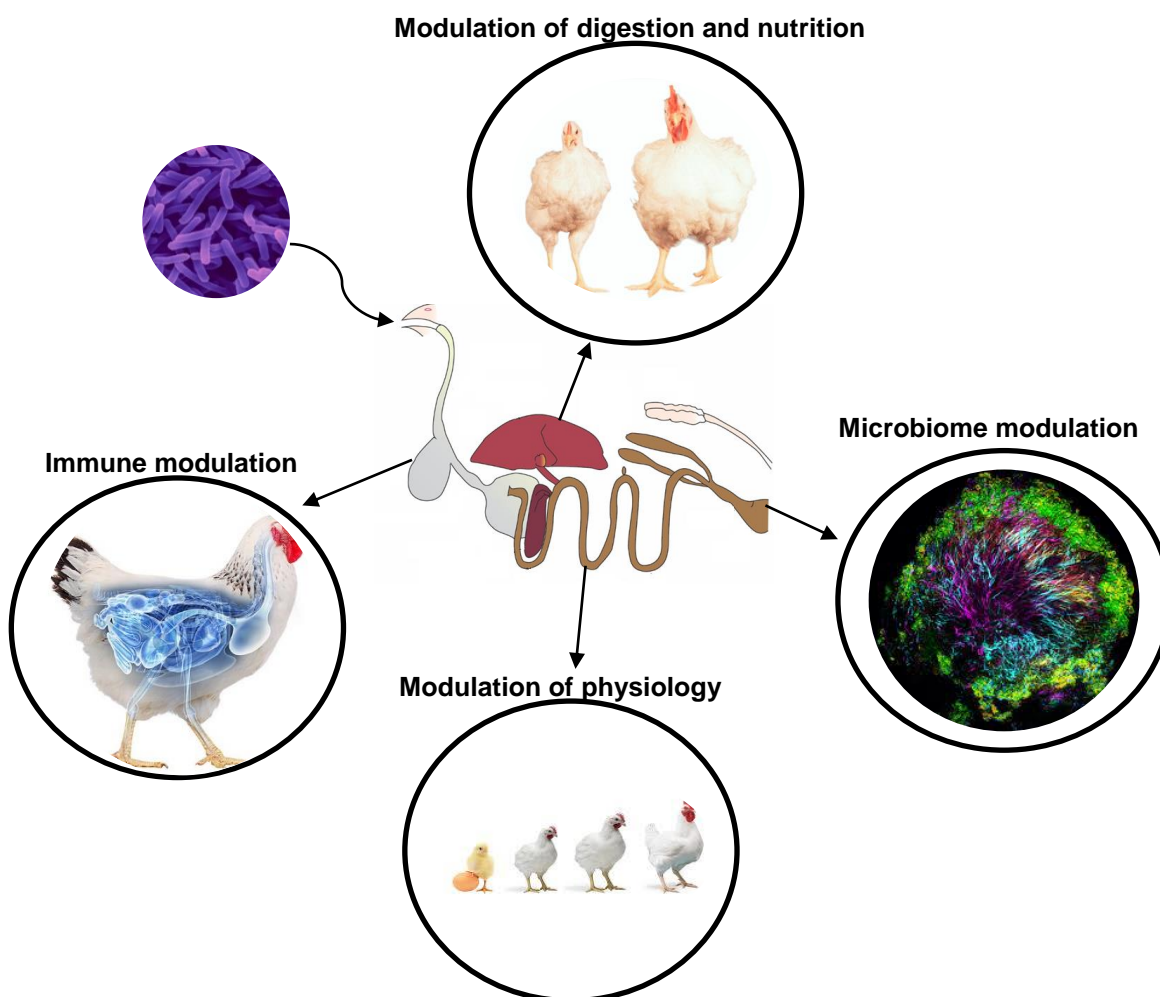 Modulation of digestion and nutrition
Microbiome modulation
Immune modulation
Modulation of physiology